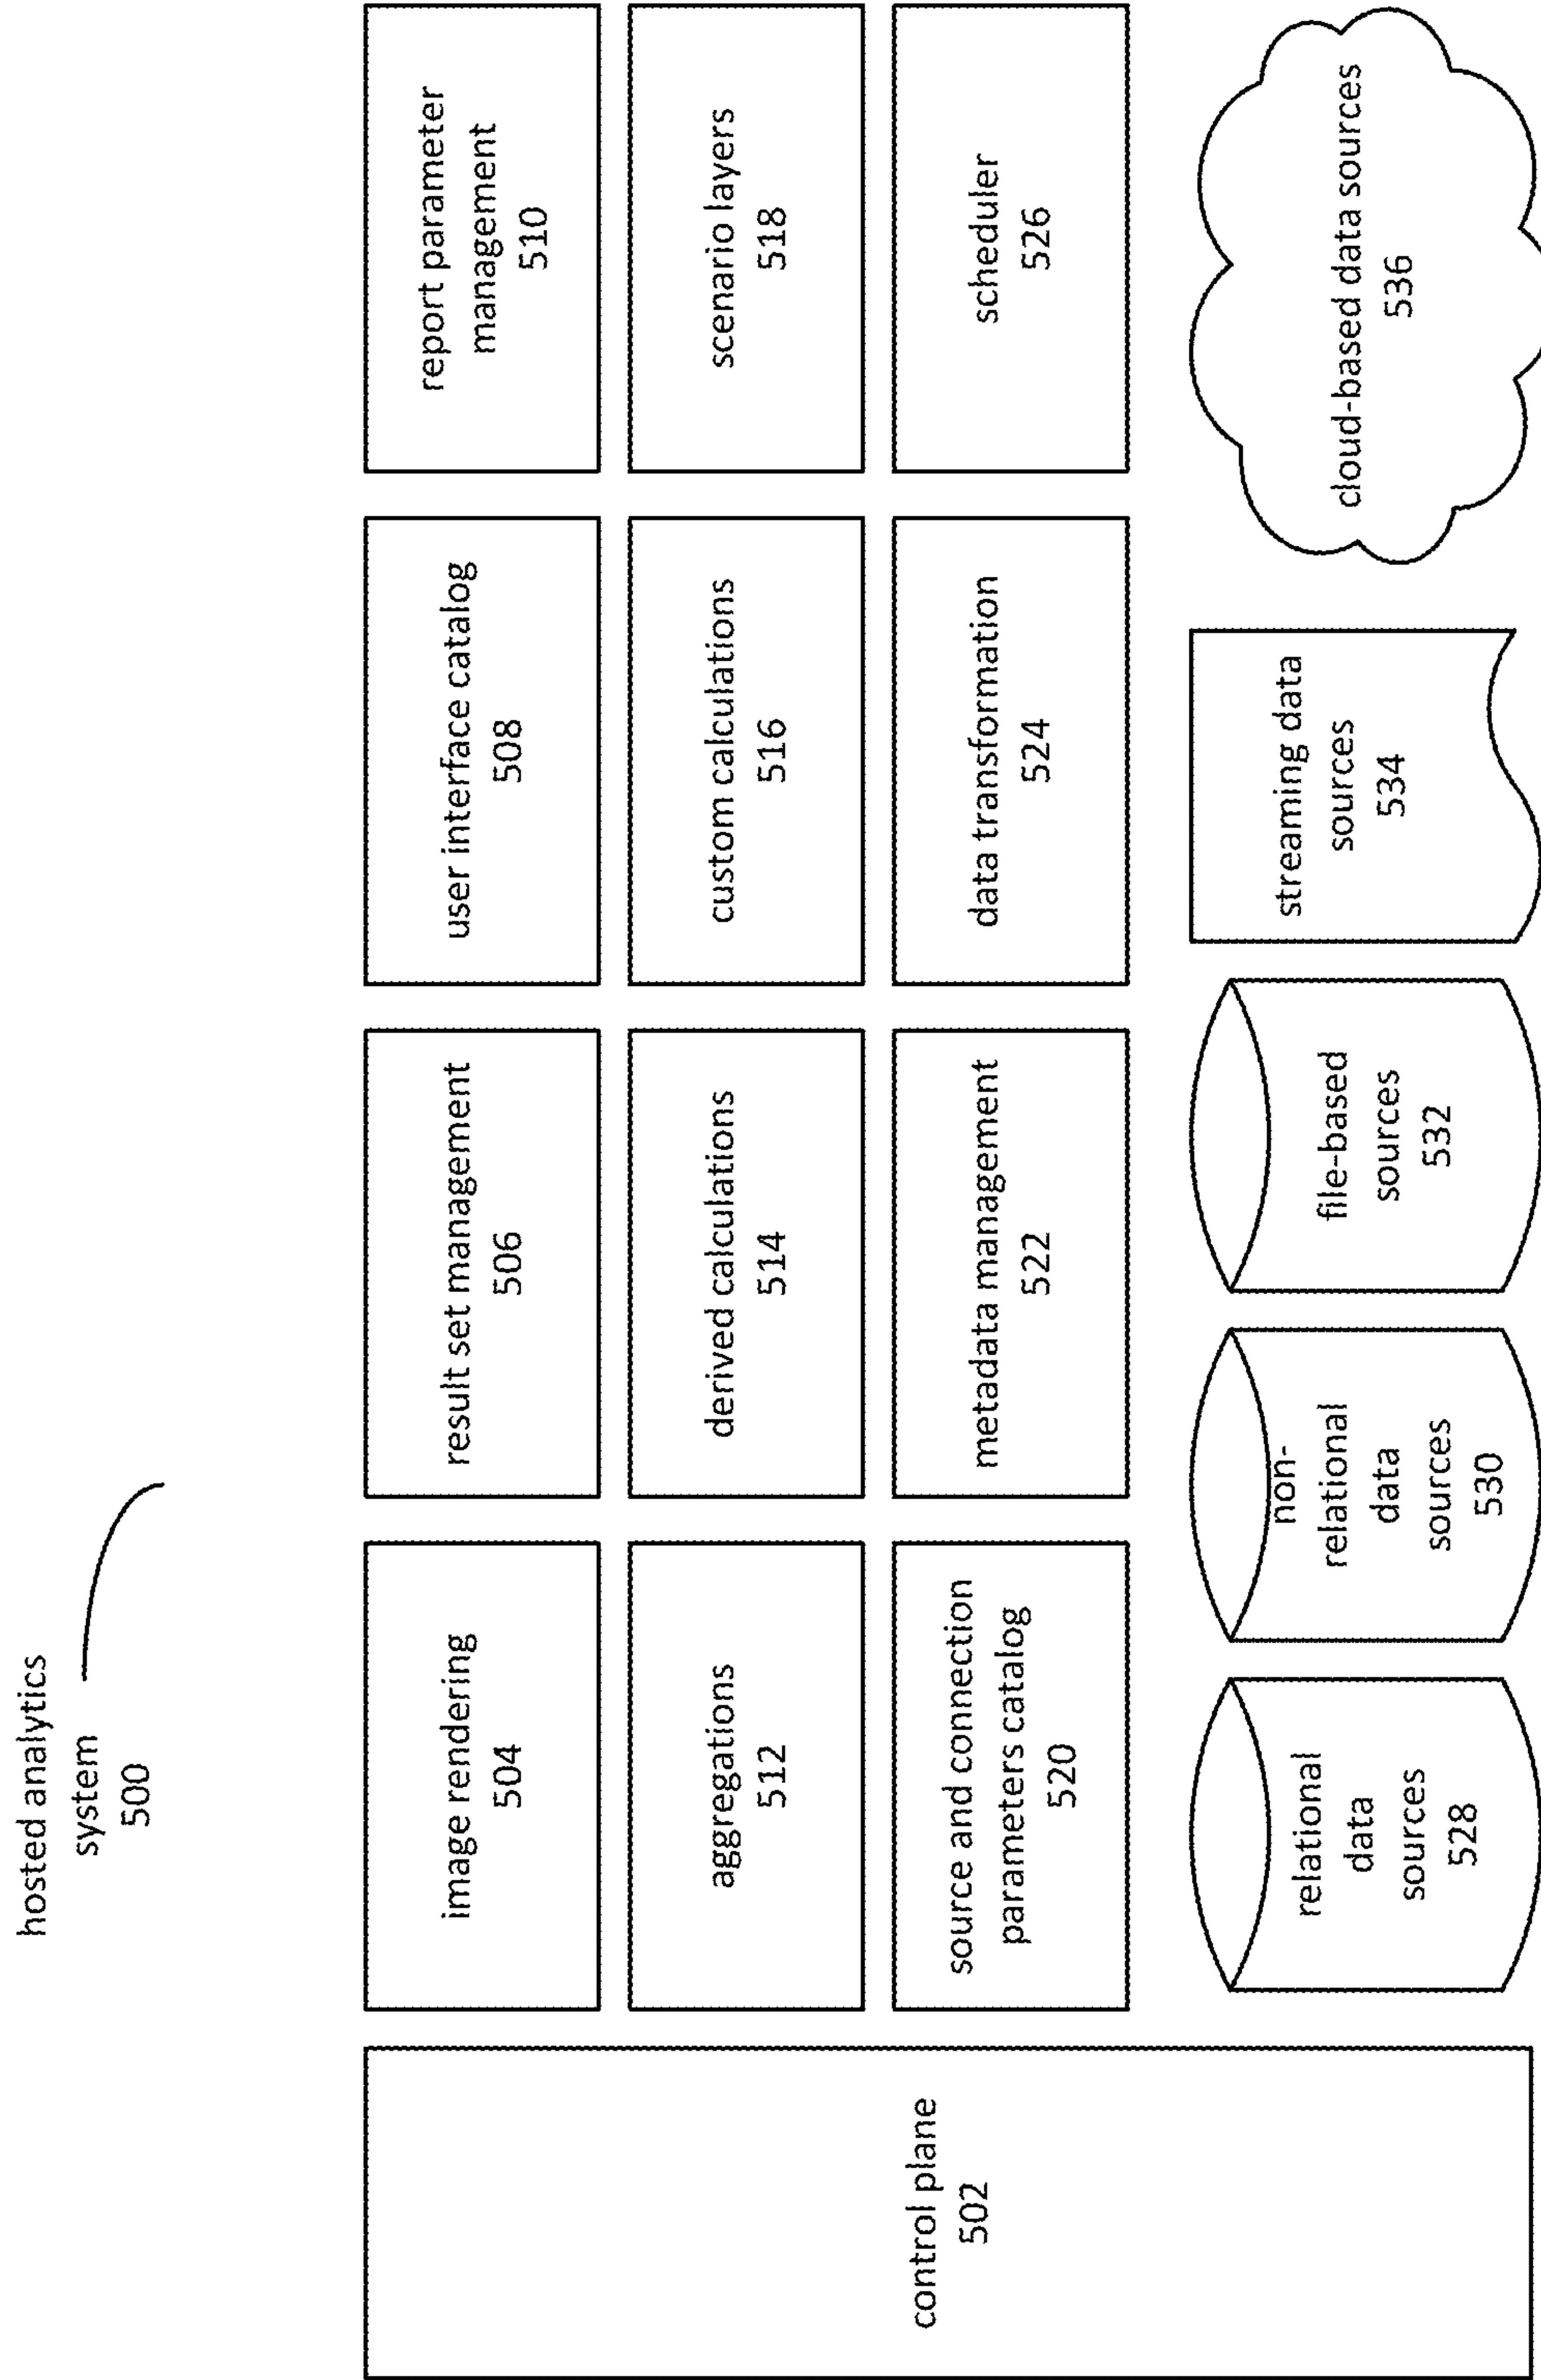 hosted analytics
system
500
control plane
502
image rendering
504
result set management
506
user interface catalog
508
report parameter
management
510
aggregations
512
derived calculations
514
custom calculations
516
scenario layers
518
source and connection
parameters catalog
520
metadata management
522
data transformation
524
scheduler
526
relational
data
sources
528
non-
relational
data
sources
530
file-based
sources
532
streaming data
sources
534
cloud-based data sources
536